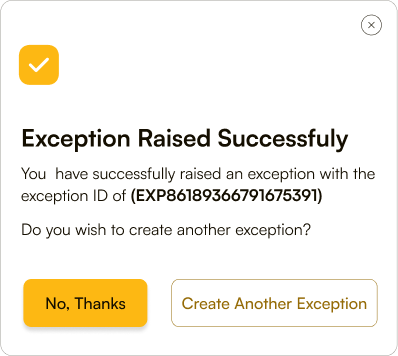 Exception Raised Successfuly
You have successfully raised an exception with the
exception ID of (EXP86189366791675391)
Do you wish to create another exception?
No, Thanks
Create Another Exception